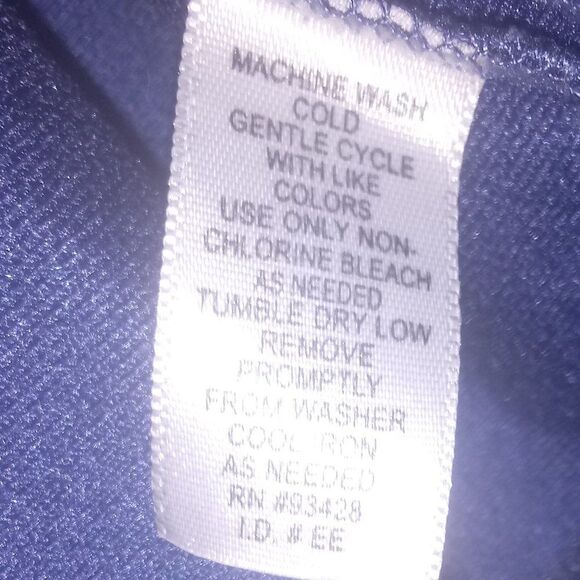 MACHINE WASH
COLD
GENTLE CYCLE
WITH LIKE
COLORS
USE ONLY NON-
CHLORINE BLEACH
AS NEEDED
TUMBLE DRY LOW
REMOVE
PROMPTLY
FROM WASHER
COOL IRON
AS NEEDED
RN #93428
I.D. # EE